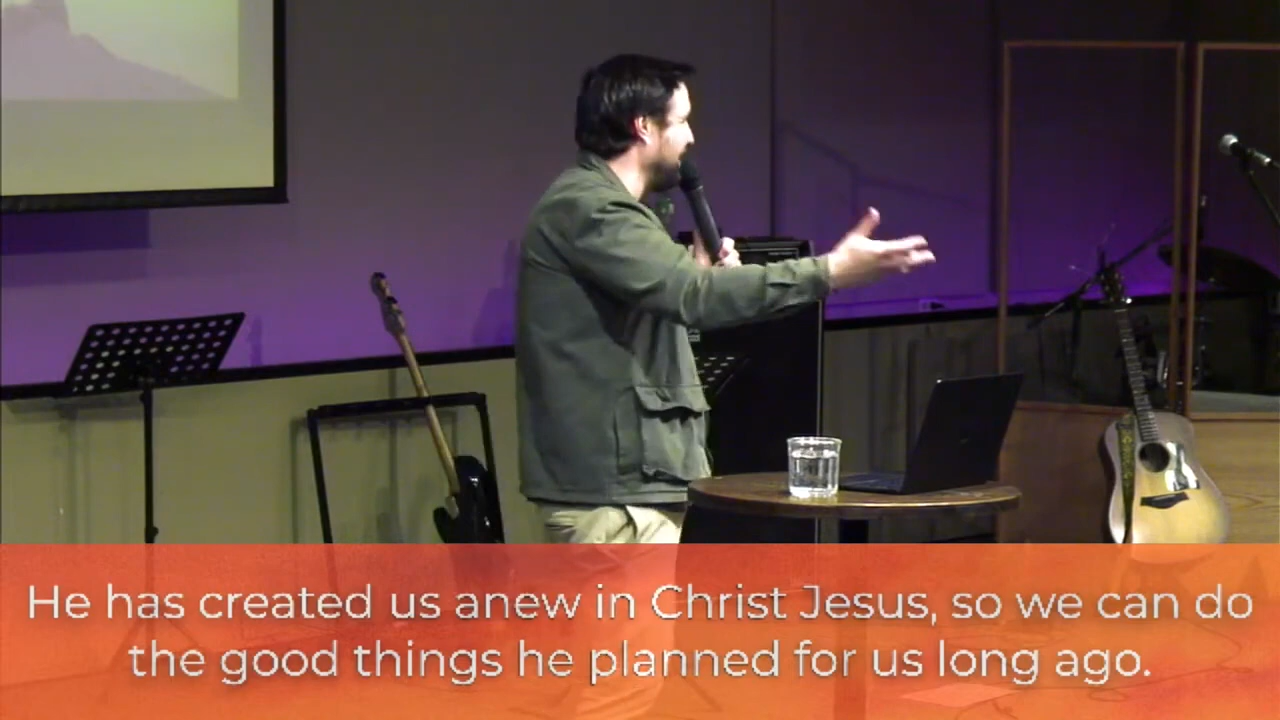 He has created us anew in Christ Jesus, so we can do
the good things he planned for us long ago.